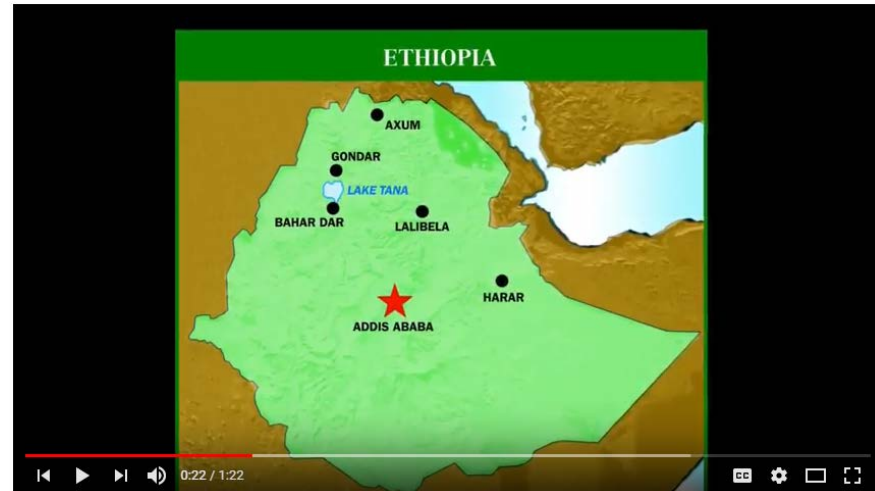 ETHIOPIA
AXUM
GONDAR
LAKE TANA
BAHAR DAR
LALIBELA
HARAR
ADDIS ABABA
0:22 / 1:22
CC